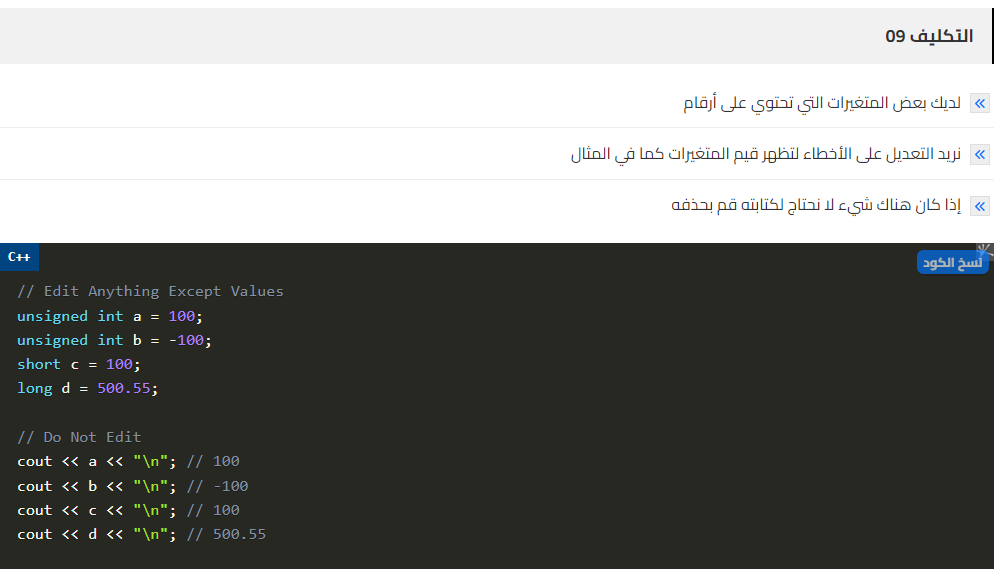 التكليف 09
لديك بعض المتغيرات التي تحتوي على أرقام
نريد التعديل على الأخطاء لتظهر قيم المتغيرات كما في المثال
إذا كان هناك شيء لا نحتاج لكتابته قم بحذفه
C++
نسخ الكود
// Edit Anything Except Values
unsigned int a = 100;
unsigned int b = -100;
short c = 100;
long d = 500.55;
// Do Not Edit
cout << a << "\n"; // 100
cout << b << "\n"; // -100
cout << c << "\n"; // 100
cout << d << "\n"; // 500.55